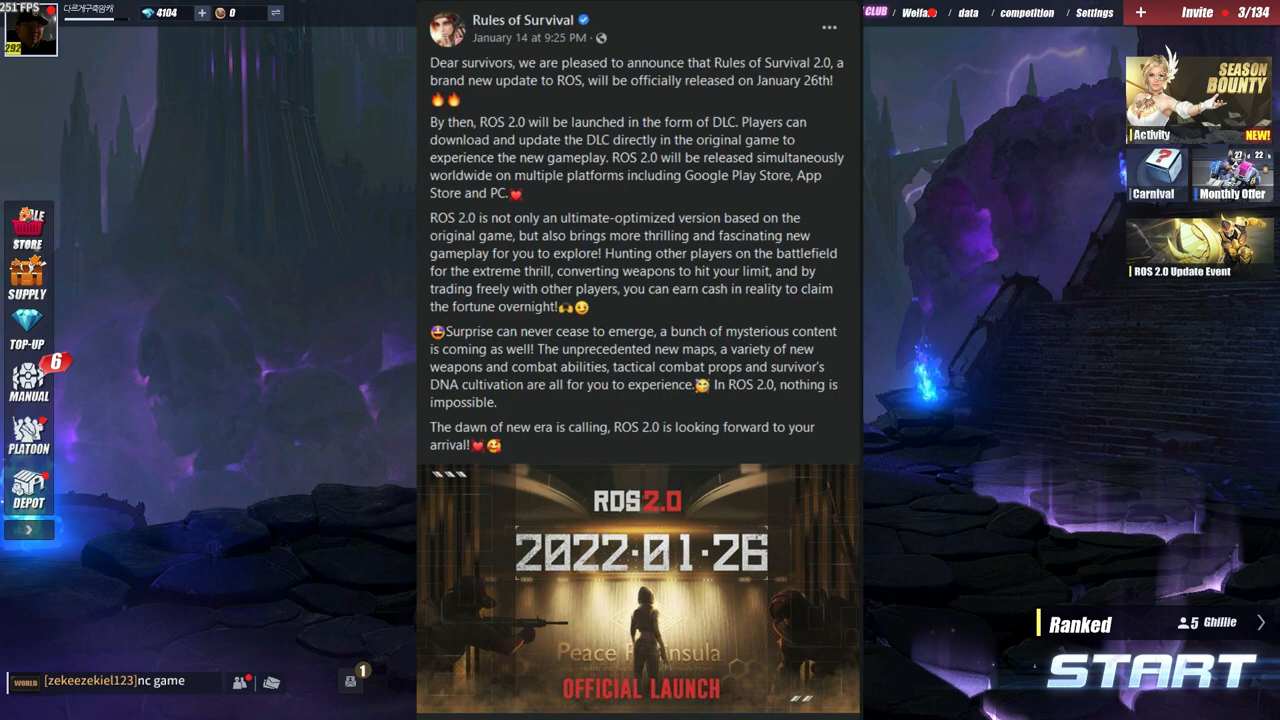 251 FPS
292
다르게구축암캐
4104
0
CLUB / Welfa / data / competition / Settings
Invite 3/134
SEASON
BOUNTY
Activity NEW!
Carnival
27 22
Monthly Offer
ROS 2.0 Update Event
STORE
SUPPLY
TOP-UP
6
MANUAL
PLATOON
DEPOT
Rules of Survival
January 14 at 9:25 PM ·
Dear survivors, we are pleased to announce that Rules of Survival 2.0, a
brand new update to ROS, will be officially released on January 26th!
🔥🔥
By then, ROS 2.0 will be launched in the form of DLC. Players can
download and update the DLC directly in the original game to
experience the new gameplay. ROS 2.0 will be released simultaneously
worldwide on multiple platforms including Google Play Store, App
Store and PC.💓
ROS 2.0 is not only an ultimate-optimized version based on the
original game, but also brings more thrilling and fascinating new
gameplay for you to explore! Hunting other players on the battlefield
for the extreme thrill, converting weapons to hit your limit, and by
trading freely with other players, you can earn cash in reality to claim
the fortune overnight!🙌😉
🤩Surprise can never cease to emerge, a bunch of mysterious content
is coming as well! The unprecedented new maps, a variety of new
weapons and combat abilities, tactical combat props and survivor's
DNA cultivation are all for you to experience.🥳 In ROS 2.0, nothing is
impossible.
The dawn of new era is calling, ROS 2.0 is looking forward to your
arrival!💓🥰
ROS2.0
2022·01·26
OFFICIAL LAUNCH
WORLD [zekeezekiel123]nc game
1
Ranked 5 Ghillie
START